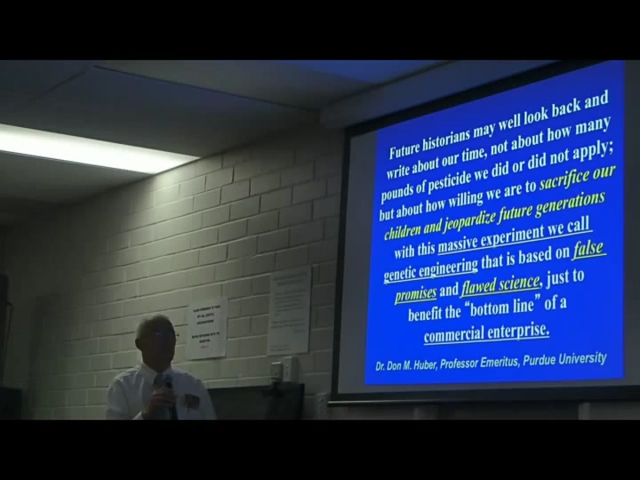 Future historians may well look back and
write about our time, not about how many
pounds of pesticide we did or did not apply;
but about how willing we are to sacrifice our
children and jeopardize future generations
with this massive experiment we call
genetic engineering that is based on false
promises and flawed science, just to
benefit the "bottom line" of a
commercial enterprise.
Dr. Don M. Huber, Professor Emeritus, Purdue University